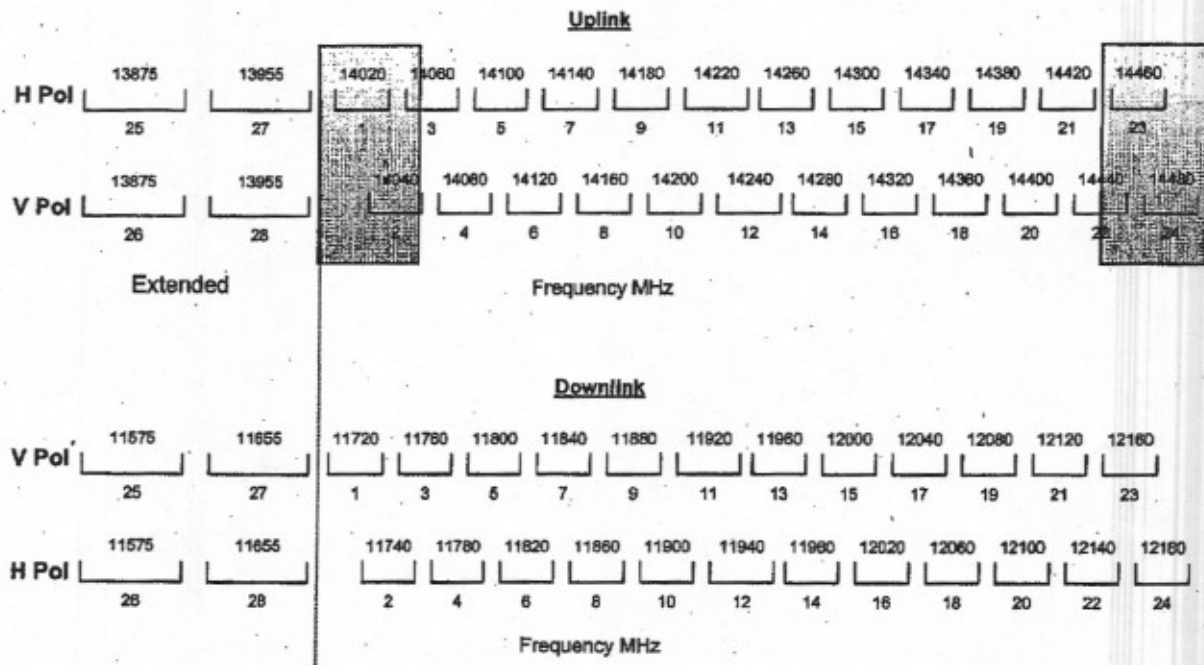 Uplink
13875 13955 14020 14060 14100 14140 14180 14220 14260 14300 14340 14380 14420 14460
H Pol
25 27 1 3 5 7 9 11 13 15 17 19 21 23
13875 13955 14040 14080 14120 14160 14200 14240 14280 14320 14360 14400 14440 14480
V Pol
26 28 2 4 6 8 10 12 14 16 18 20 22 24
Extended
Frequency MHz
Downlink
11575 11655 11720 11760 11800 11840 11880 11920 11960 12000 12040 12080 12120 12160
V Pol
25 27 1 3 5 7 9 11 13 15 17 19 21 23
11575 11655 11740 11780 11820 11860 11900 11940 11980 12020 12060 12100 12140 12180
H Pol
26 28 2 4 6 8 10 12 14 16 18 20 22 24
Frequency MHz